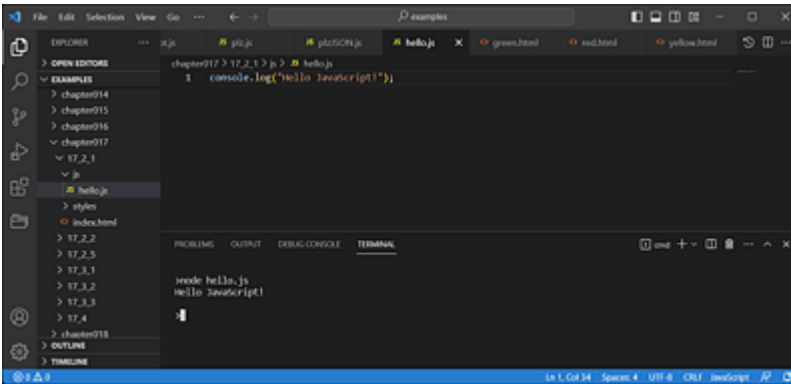 File Edit Selection View Go ··· examples
EXPLORER ···
plz.js plzJSON.js hello.js green.html red.html yellow.html
OPEN EDITORS
EXAMPLES
chapter014
chapter015
chapter016
chapter017
17_2_1
js
hello.js
styles
index.html
17_2_2
17_2_5
17_3_1
17_3_2
17_3_3
17_4
chapter018
OUTLINE
TIMELINE
chapter017 > 17_2_1 > js > JS hello.js
1 console.log("Hello JavaScript!");
PROBLEMS OUTPUT DEBUG CONSOLE TERMINAL
cmd
>node hello.js
Hello JavaScript!
>
0 0
Ln 1, Col 34 Spaces: 4 UTF-8 CRLF JavaScript